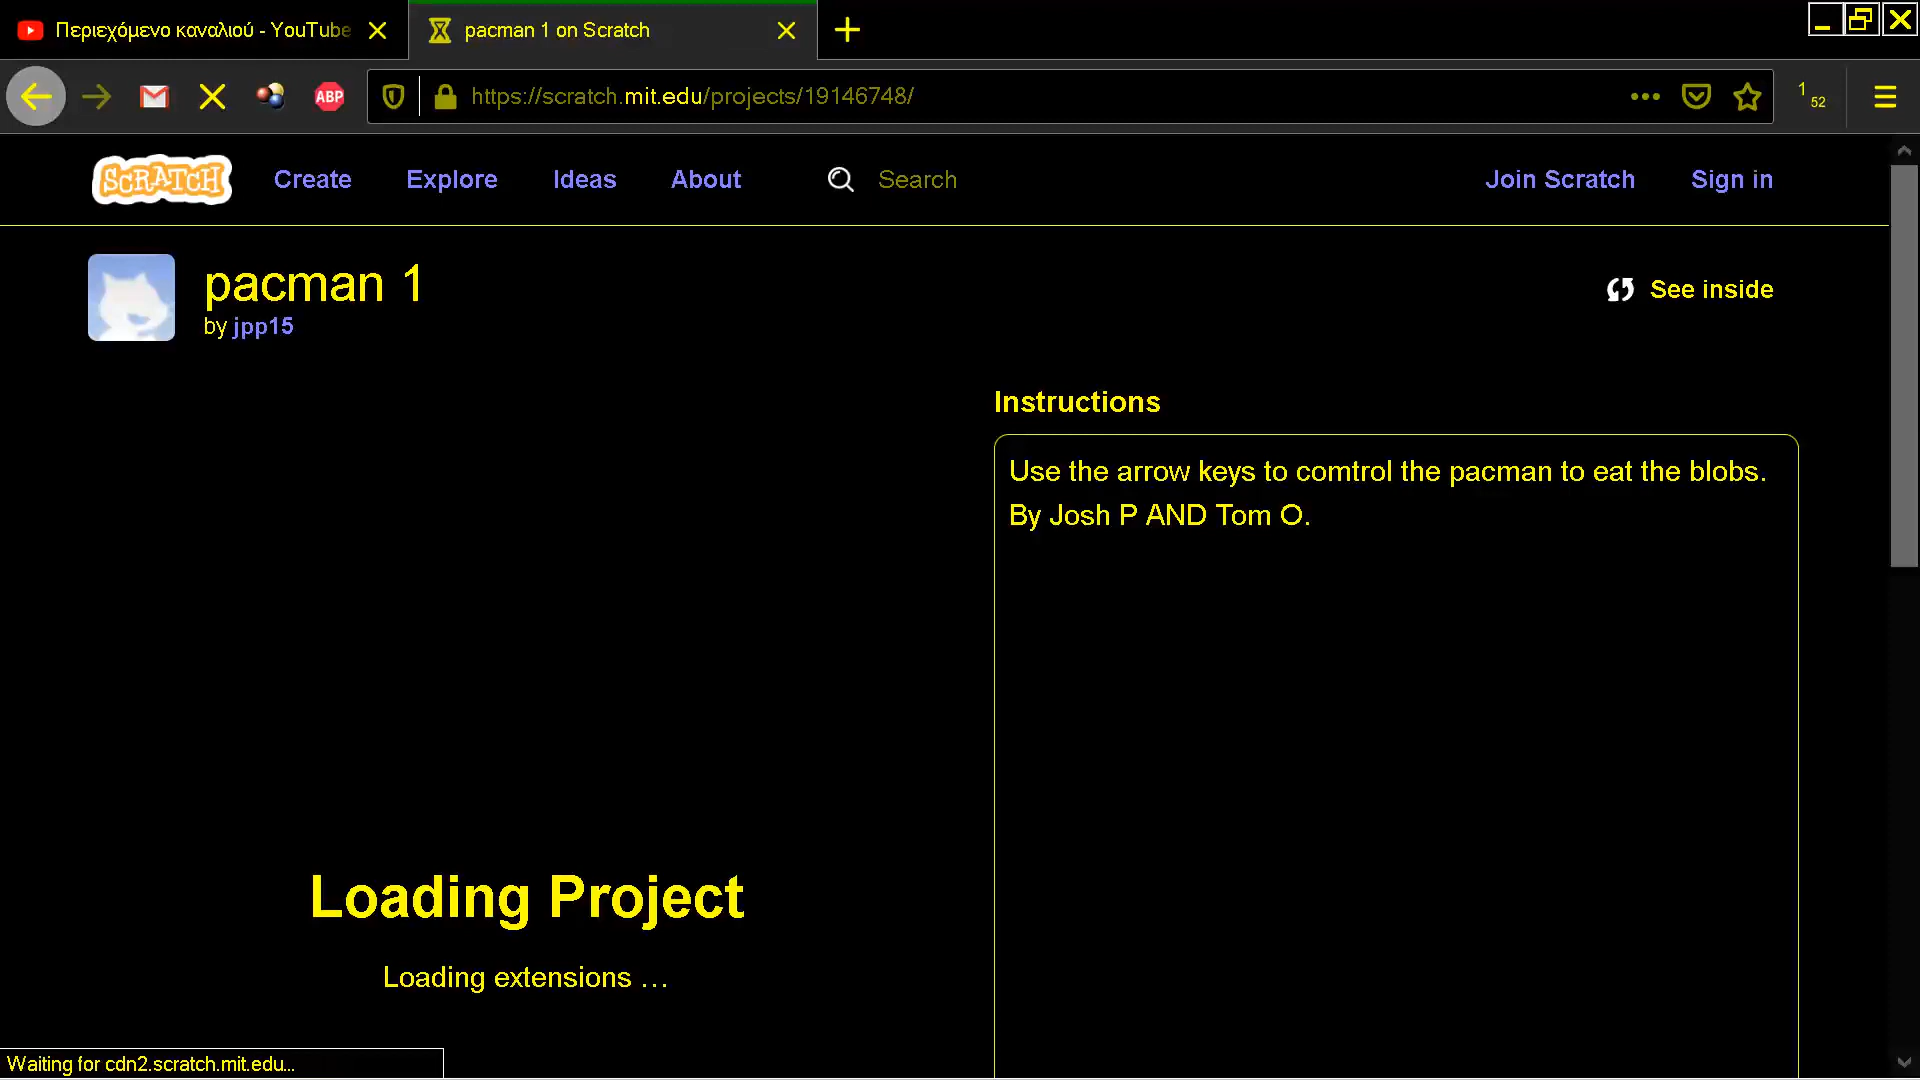 Περιεχόμενο καναλιού - YouTube
pacman 1 on Scratch
ABP
https://scratch.mit.edu/projects/19146748/
1
52
SCRATCH
Create
Explore
Ideas
About
Search
Join Scratch
Sign in
pacman 1
by jpp15
See inside
Instructions
Use the arrow keys to comtrol the pacman to eat the blobs.
By Josh P AND Tom O.
Loading Project
Loading extensions …
Waiting for cdn2.scratch.mit.edu...